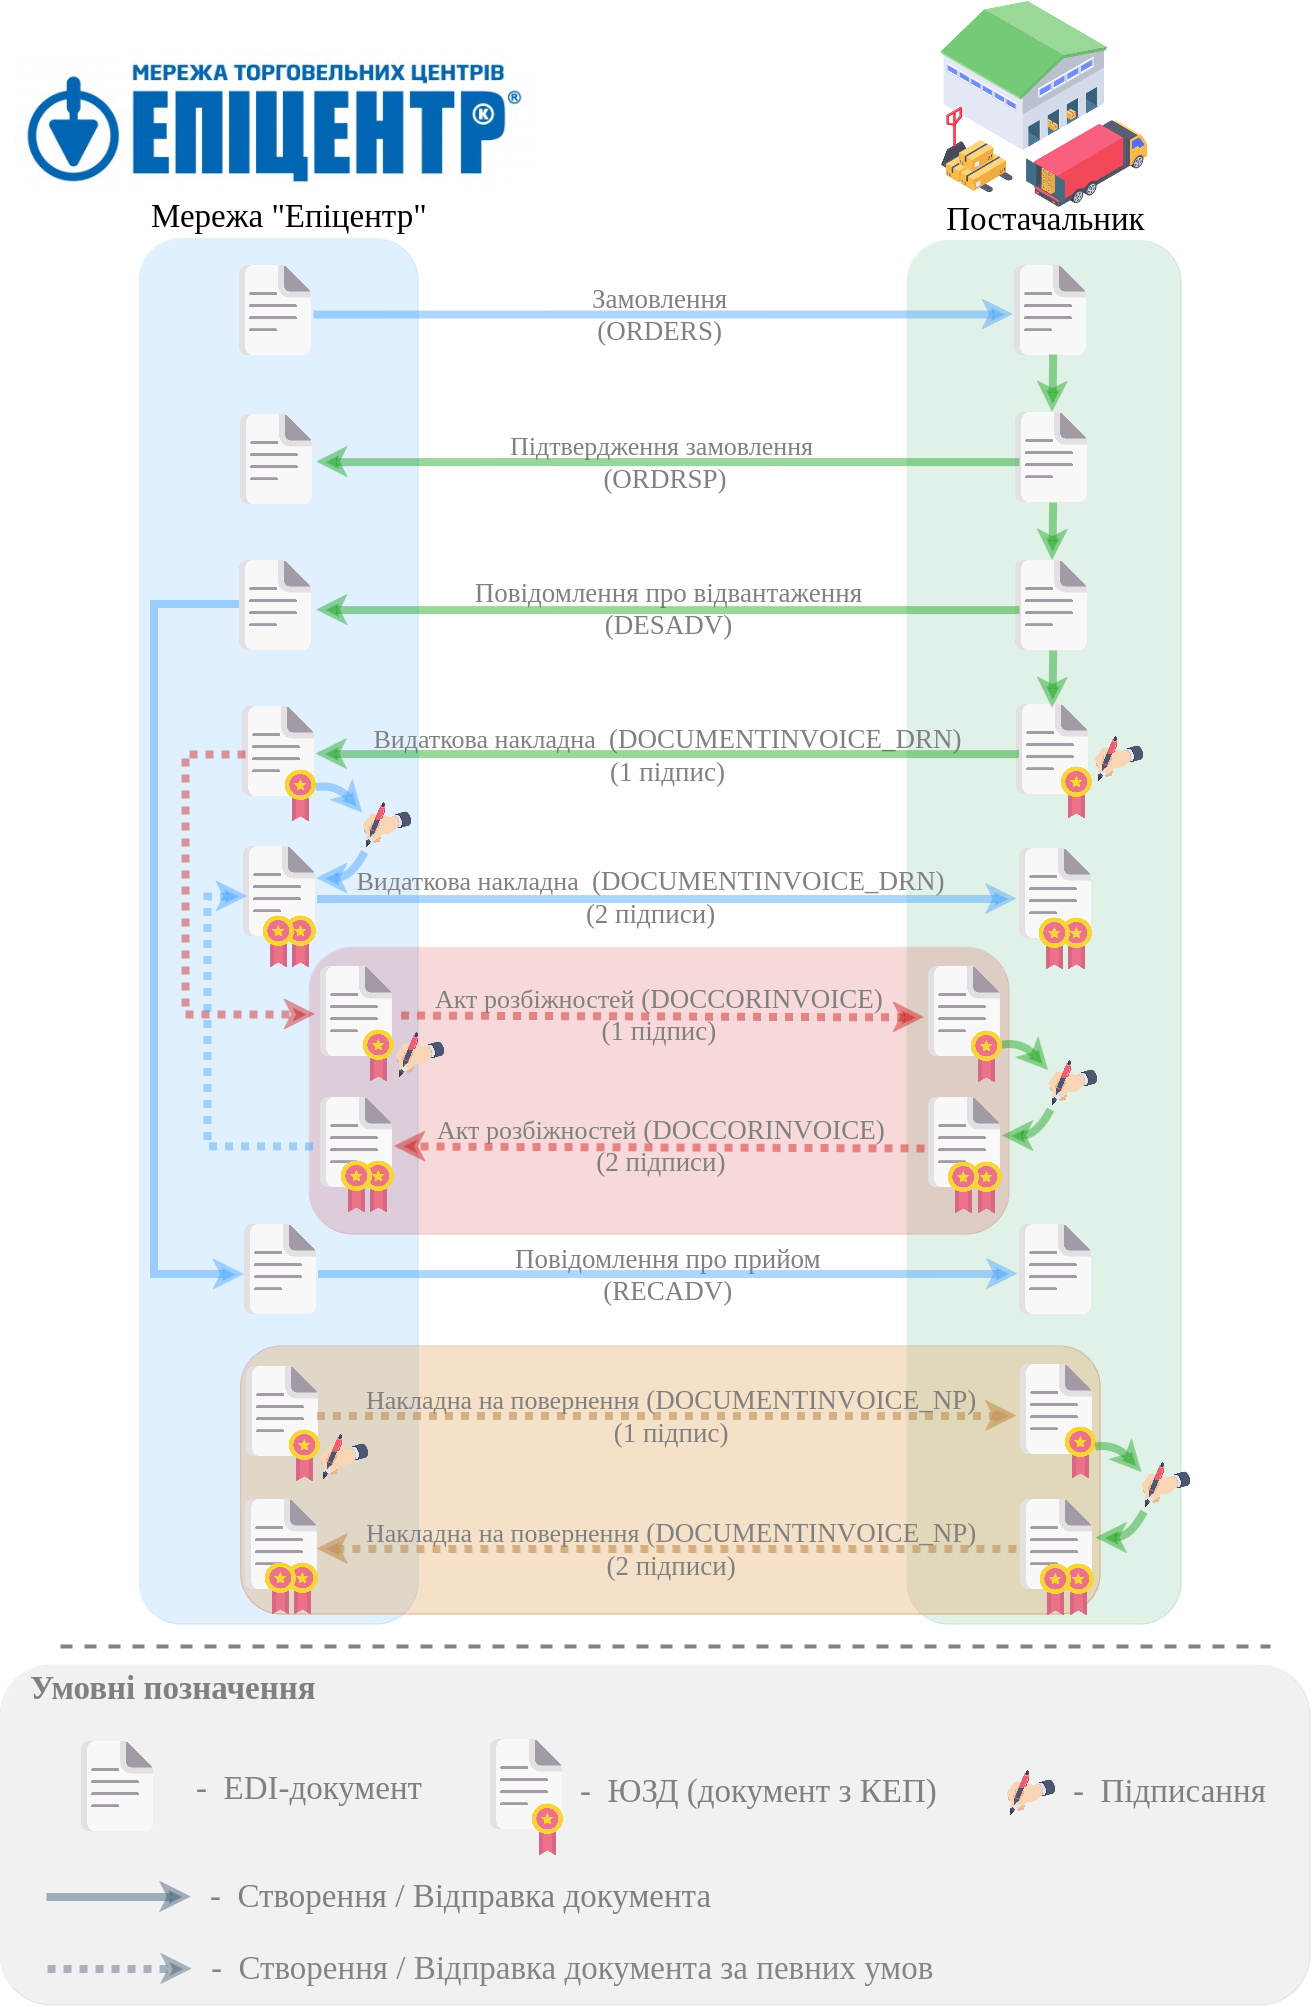 МЕРЕЖА ТОРГОВЕЛЬНИХ ЦЕНТРІВ
ЕПІЦЕНТР К ®
Мережа "Епіцентр"
Постачальник
Замовлення
(ORDERS)
Підтвердження замовлення
(ORDRSP)
Повідомлення про відвантаження
(DESADV)
Видаткова накладна (DOCUMENTINVOICE_DRN)
(1 підпис)
Видаткова накладна (DOCUMENTINVOICE_DRN)
(2 підписи)
Акт розбіжностей (DOCCORINVOICE)
(1 підпис)
Акт розбіжностей (DOCCORINVOICE)
(2 підписи)
Повідомлення про прийом
(RECADV)
Накладна на повернення (DOCUMENTINVOICE_NP)
(1 підпис)
Накладна на повернення (DOCUMENTINVOICE_NP)
(2 підписи)
Умовні позначення
- EDI-документ
- ЮЗД (документ з КЕП)
- Підписання
- Створення / Відправка документа
- Створення / Відправка документа за певних умов